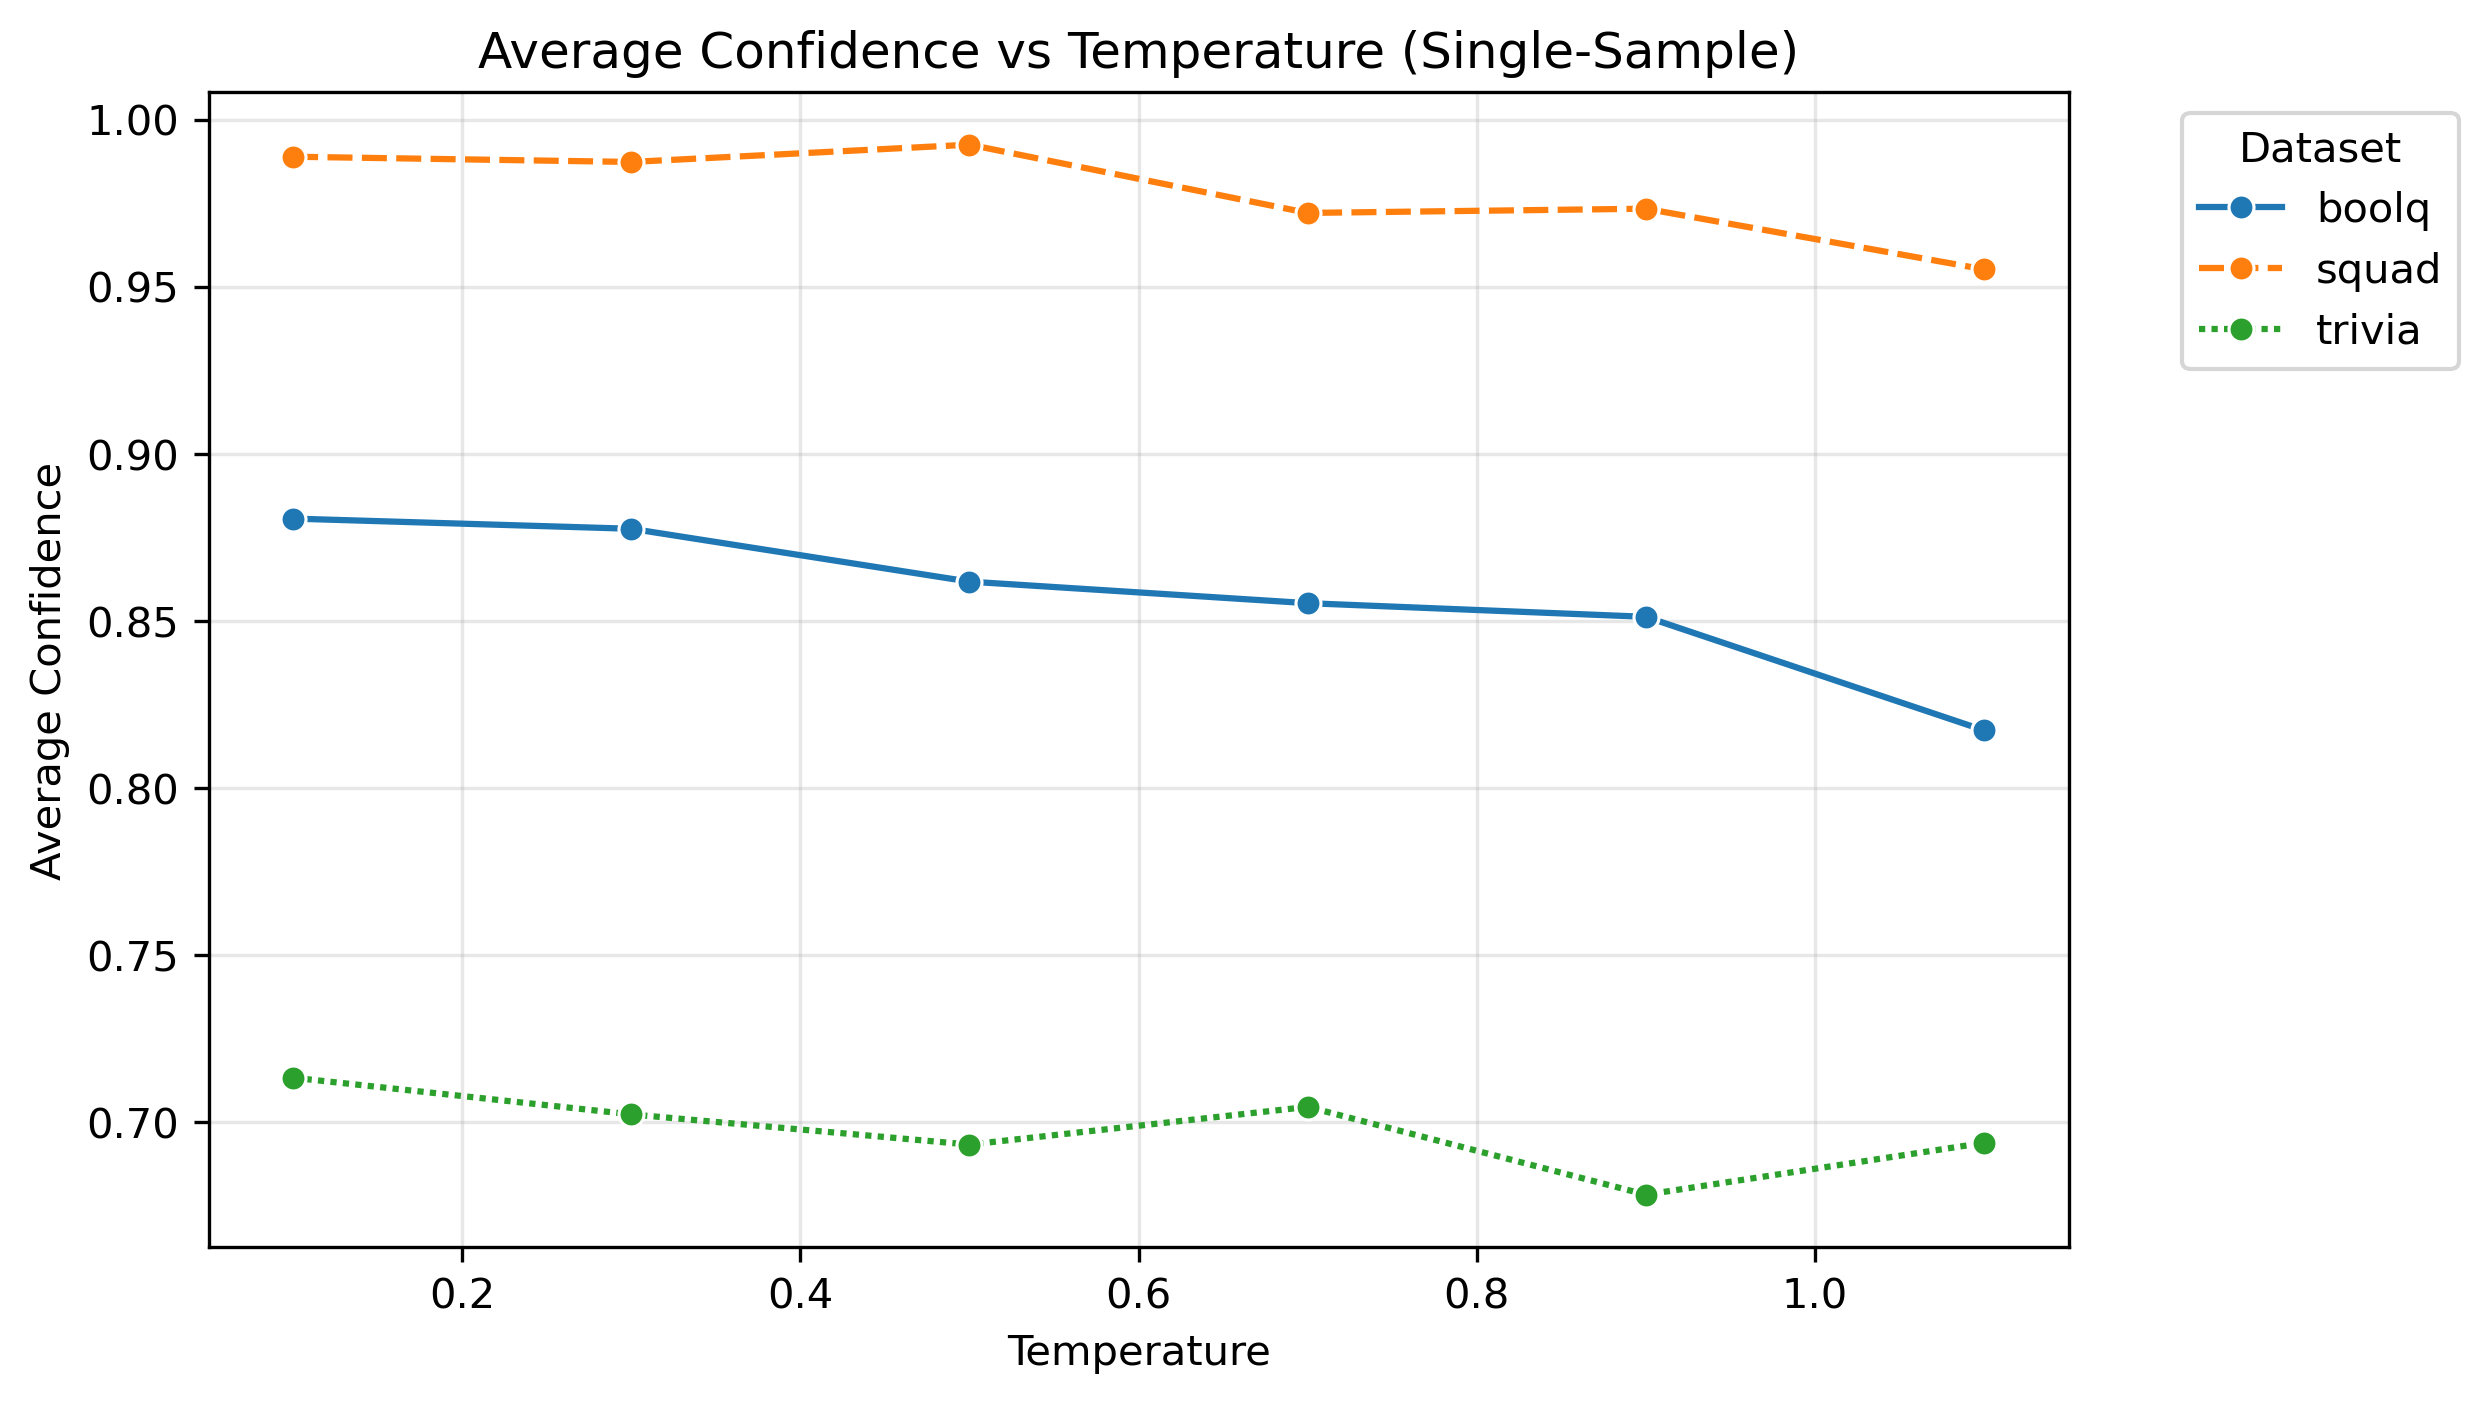 Average Confidence vs Temperature (Single-Sample)
1.00
0.95
0.90
0.85
0.80
0.75
0.70
Average Confidence
0.2 0.4 0.6 0.8 1.0
Temperature
Dataset
boolq
squad
trivia